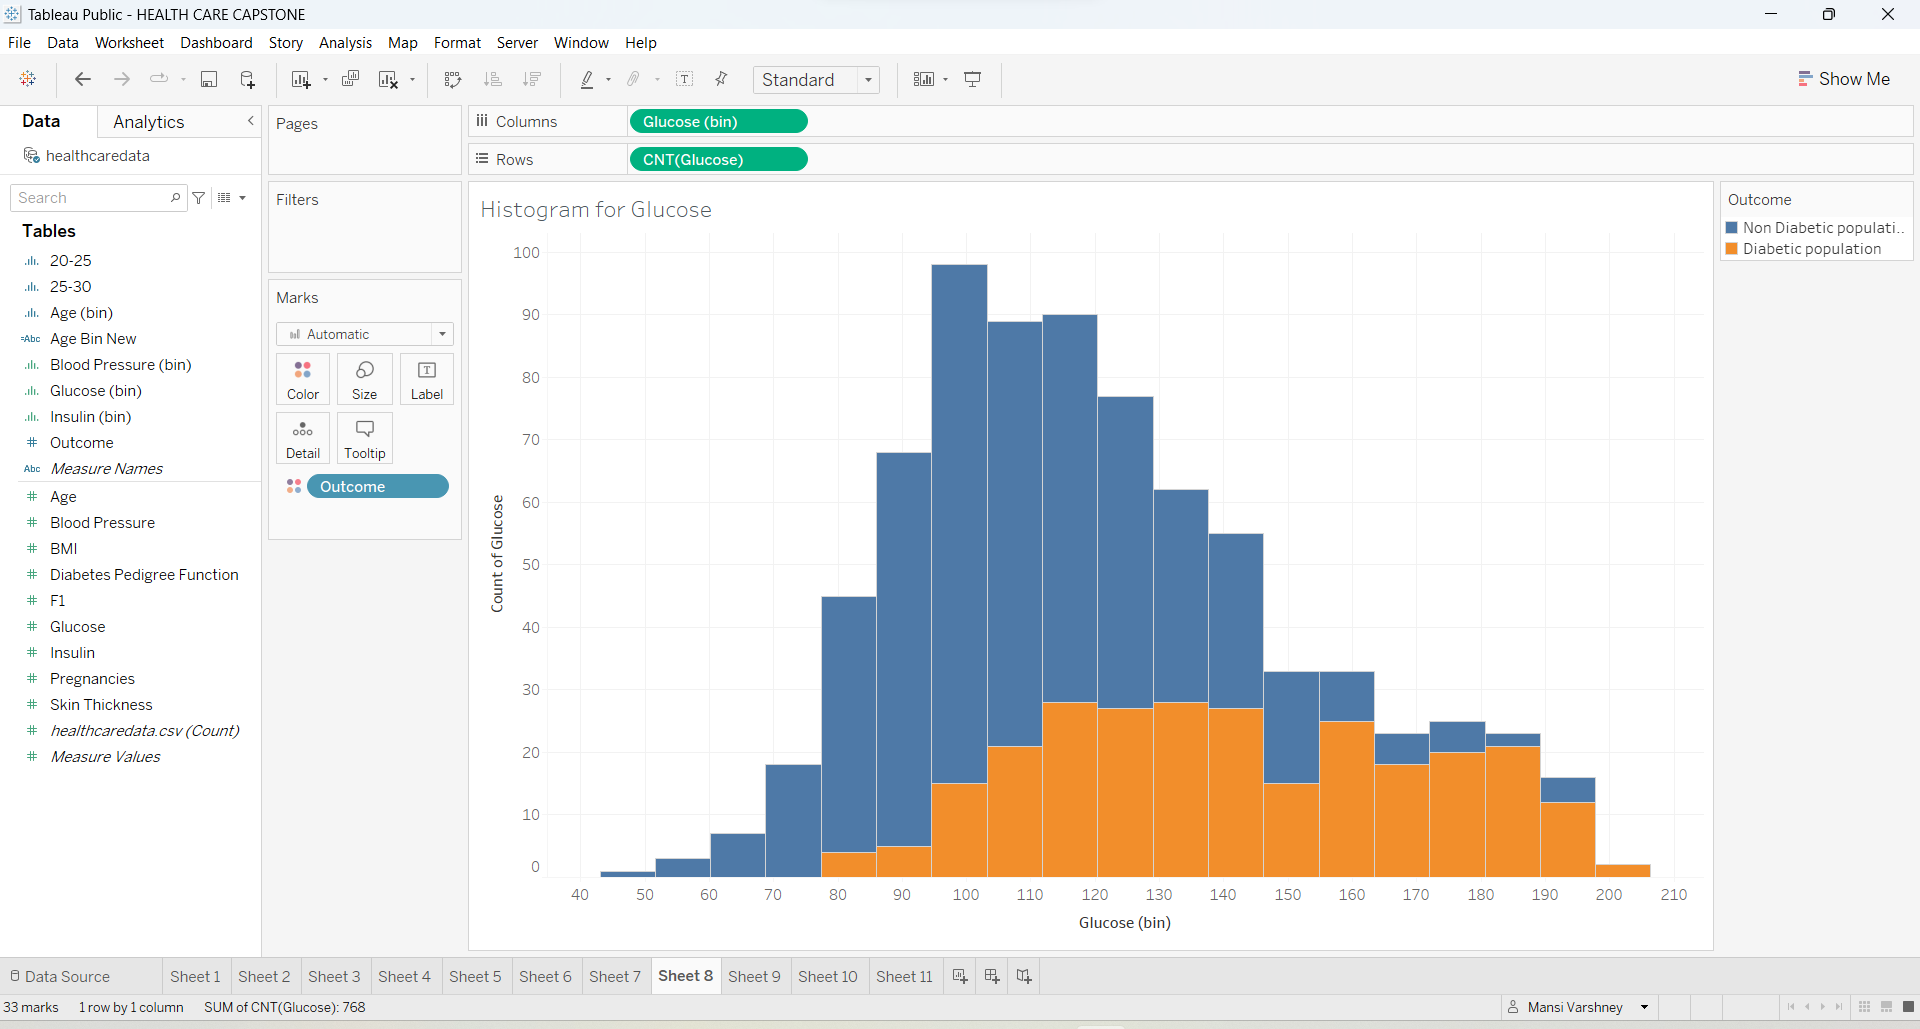 Tableau Public - HEALTH CARE CAPSTONE
File Data Worksheet Dashboard Story Analysis Map Format Server Window Help
Standard
Show Me
Data Analytics
healthcaredata
Search
Tables
20-25
25-30
Age (bin)
=Abc Age Bin New
Blood Pressure (bin)
Glucose (bin)
Insulin (bin)
# Outcome
Abc Measure Names
# Age
# Blood Pressure
# BMI
# Diabetes Pedigree Function
# F1
# Glucose
# Insulin
# Pregnancies
# Skin Thickness
# healthcaredata.csv (Count)
# Measure Values
Pages
Filters
Marks
Automatic
Color Size T Label
Detail Tooltip
Outcome
Columns Glucose (bin)
Rows CNT(Glucose)
Histogram for Glucose
Count of Glucose
100
90
80
70
60
50
40
30
20
10
0
40 50 60 70 80 90 100 110 120 130 140 150 160 170 180 190 200 210
Glucose (bin)
Outcome
Non Diabetic populati..
Diabetic population
Data Source Sheet 1 Sheet 2 Sheet 3 Sheet 4 Sheet 5 Sheet 6 Sheet 7 Sheet 8 Sheet 9 Sheet 10 Sheet 11
33 marks 1 row by 1 column SUM of CNT(Glucose): 768
Mansi Varshney